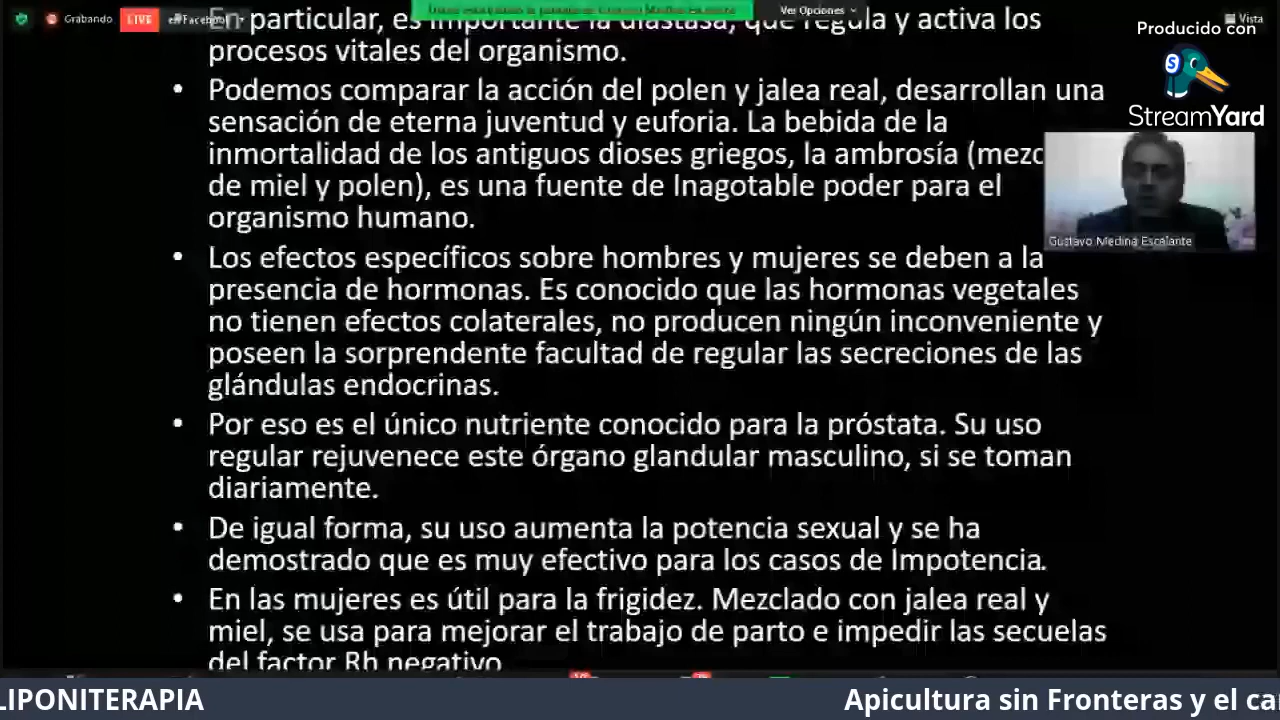 Grabando
LIVE
en Facebook
Ver Opciones
Vista
Producido con
StreamYard
En particular, es importante la diastasa, que regula y activa los
procesos vitales del organismo.
• Podemos comparar la acción del polen y jalea real, desarrollan una
sensación de eterna juventud y euforia. La bebida de la
inmortalidad de los antiguos dioses griegos, la ambrosía (mezc
de miel y polen), es una fuente de Inagotable poder para el
organismo humano.
Gustavo Medina Escalante
• Los efectos específicos sobre hombres y mujeres se deben a la
presencia de hormonas. Es conocido que las hormonas vegetales
no tienen efectos colaterales, no producen ningún inconveniente y
poseen la sorprendente facultad de regular las secreciones de las
glándulas endocrinas.
• Por eso es el único nutriente conocido para la próstata. Su uso
regular rejuvenece este órgano glandular masculino, si se toman
diariamente.
• De igual forma, su uso aumenta la potencia sexual y se ha
demostrado que es muy efectivo para los casos de Impotencia.
• En las mujeres es útil para la frigidez. Mezclado con jalea real y
miel, se usa para mejorar el trabajo de parto e impedir las secuelas
del factor Rh negativo.
LIPONITERAPIA
Apicultura sin Fronteras y el ca